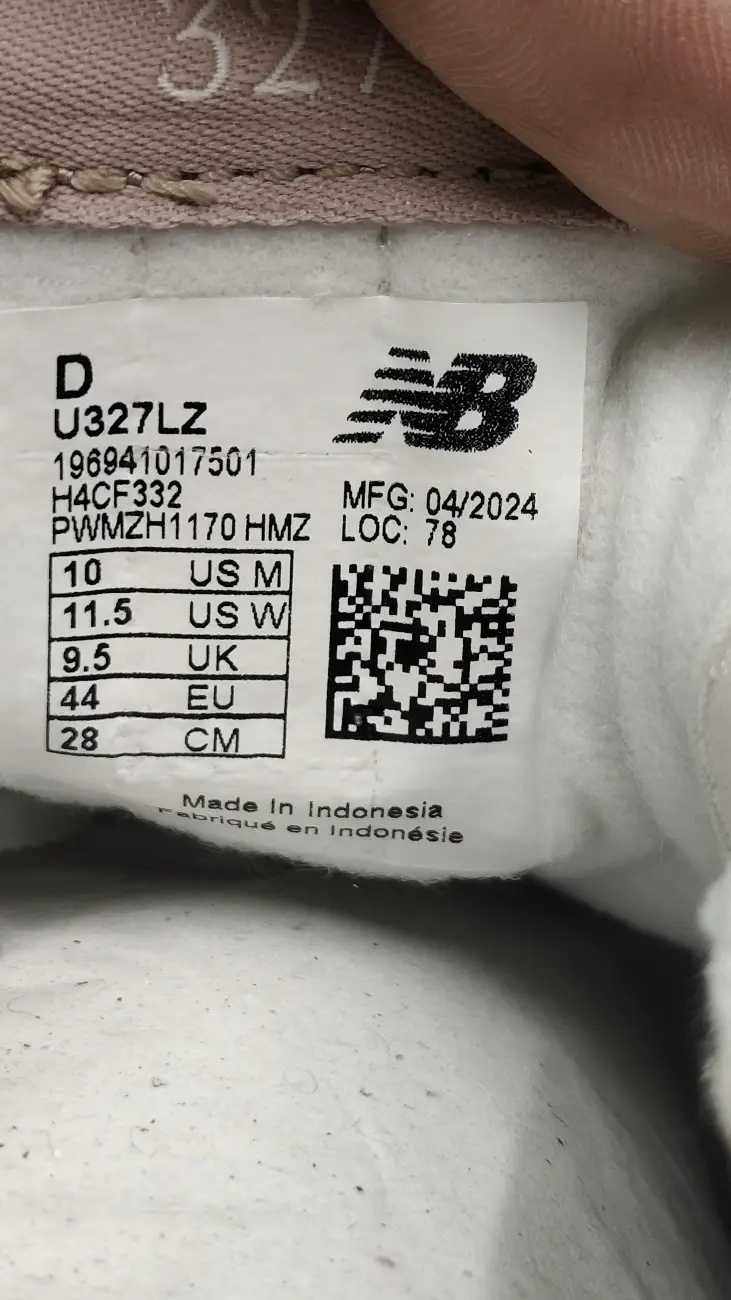 327
D
U327LZ
196941017501
H4CF332
PWMZH1170 HMZ
NB
MFG: 04/2024
LOC: 78
10 US M
11.5 US W
9.5 UK
44 EU
28 CM
Made In Indonesia
Fabriqué en Indonésie